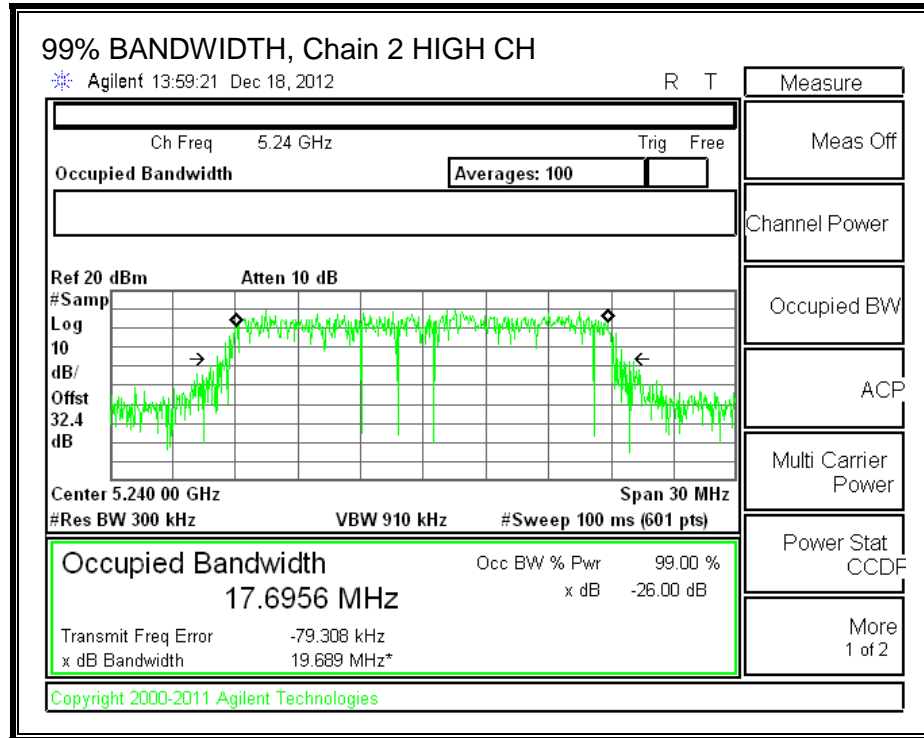 99% BANDWIDTH, Chain 2 HIGH CH
Agilent 13:59:21 Dec 18, 2012 R T
Measure
Ch Freq 5.24 GHz Trig Free
Occupied Bandwidth Averages: 100
Meas Off
Channel Power
Occupied BW
ACP
Multi Carrier
Power
Power Stat
CCDF
More
1 of 2
Ref 20 dBm Atten 10 dB
#Samp
Log
10
dB/
Offst
32.4
dB
Center 5.240 00 GHz Span 30 MHz
#Res BW 300 kHz VBW 910 kHz #Sweep 100 ms (601 pts)
Occupied Bandwidth Occ BW % Pwr 99.00 %
17.6956 MHz x dB -26.00 dB
Transmit Freq Error -79.308 kHz
x dB Bandwidth 19.689 MHz*
Copyright 2000-2011 Agilent Technologies